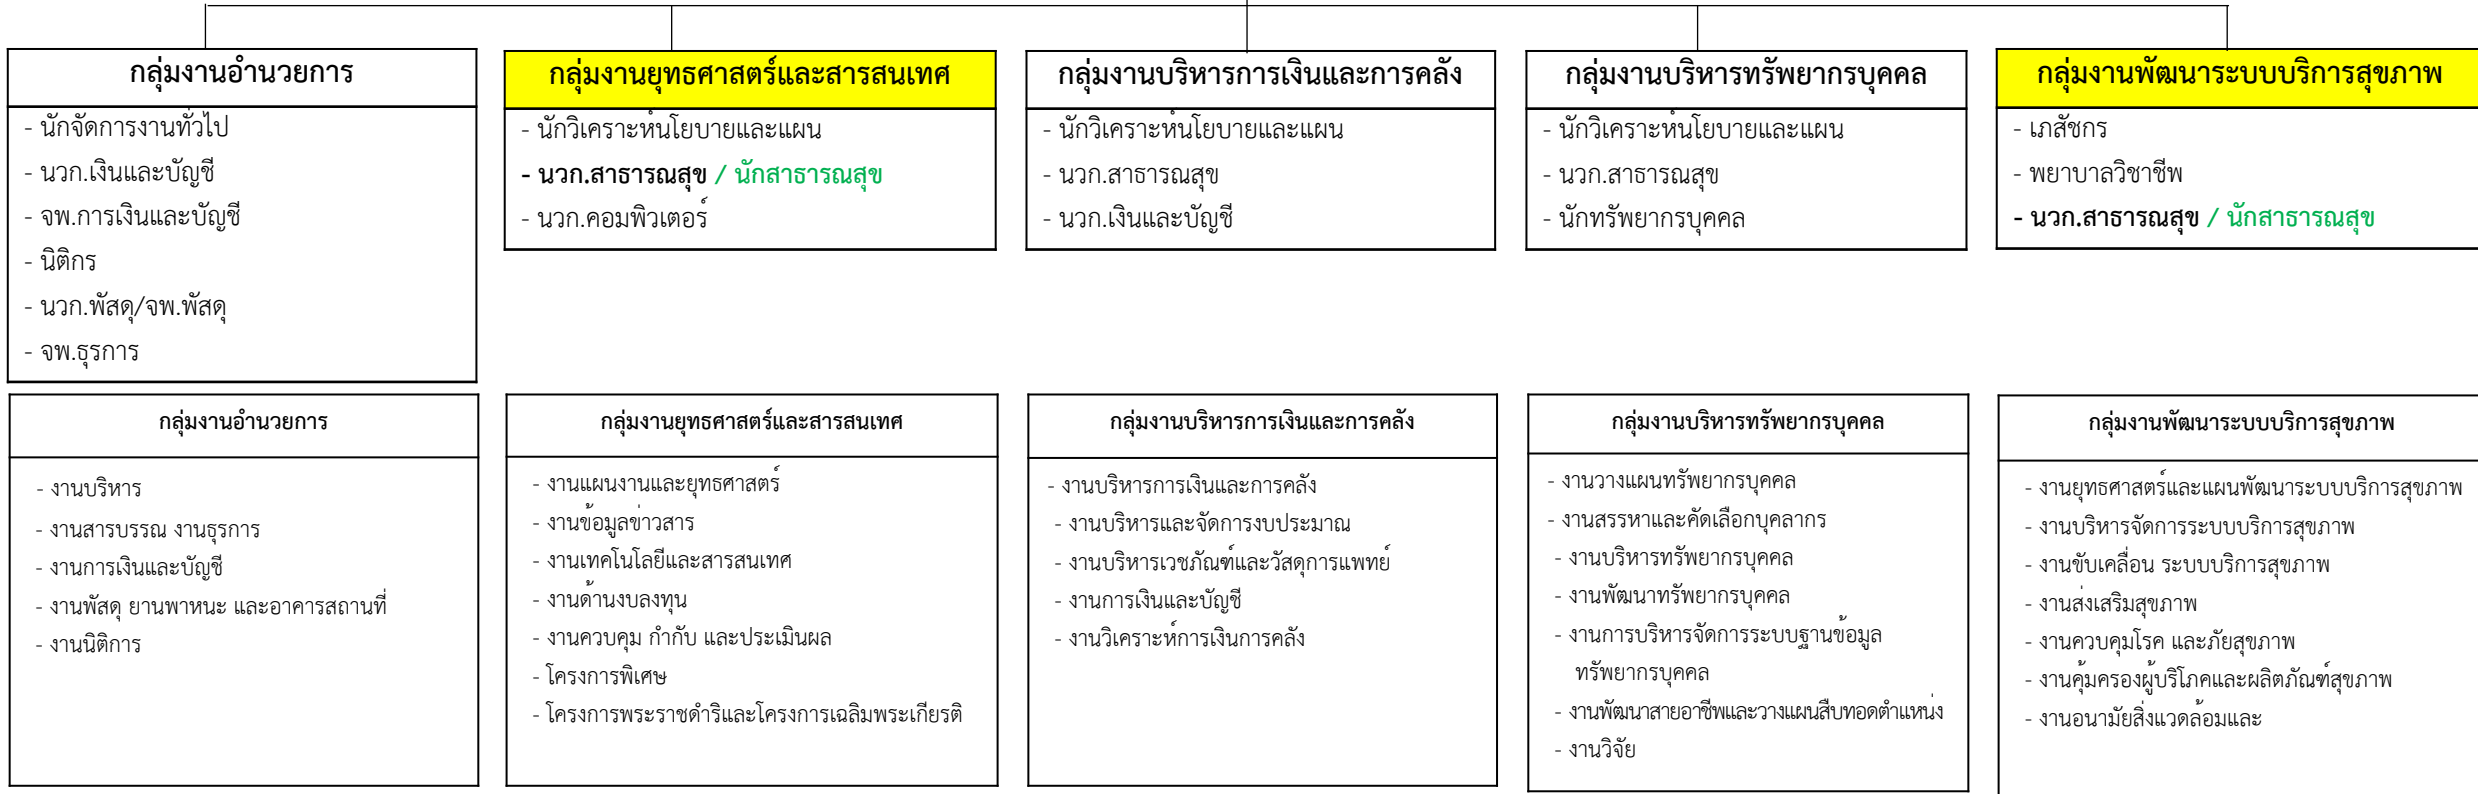 กลุ่มงานอำนวยการ
- นักจัดการงานทั่วไป
- นวก.เงินและบัญชี
- จพ.การเงินและบัญชี
- นิติกร
- นวก.พัสดุ/จพ.พัสดุ
- จพ.ธุรการ
กลุ่มงานยุทธศาสตร์และสารสนเทศ
- นักวิเคราะห์นโยบายและแผน
- นวก.สาธารณสุข / นักสาธารณสุข
- นวก.คอมพิวเตอร์
กลุ่มงานบริหารการเงินและการคลัง
- นักวิเคราะห์นโยบายและแผน
- นวก.สาธารณสุข
- นวก.เงินและบัญชี
กลุ่มงานบริหารทรัพยากรบุคคล
- นักวิเคราะห์นโยบายและแผน
- นวก.สาธารณสุข
- นักทรัพยากรบุคคล
กลุ่มงานพัฒนาระบบบริการสุขภาพ
- เภสัชกร
- พยาบาลวิชาชีพ
- นวก.สาธารณสุข / นักสาธารณสุข
กลุ่มงานอำนวยการ
- งานบริหาร
- งานสารบรรณ งานธุรการ
- งานการเงินและบัญชี
- งานพัสดุ ยานพาหนะ และอาคารสถานที่
- งานนิติการ
กลุ่มงานยุทธศาสตร์และสารสนเทศ
- งานแผนงานและยุทธศาสตร์
- งานข้อมูลข่าวสาร
- งานเทคโนโลยีและสารสนเทศ
- งานด้านงบลงทุน
- งานควบคุม กำกับ และประเมินผล
- โครงการพิเศษ
- โครงการพระราชดำริและโครงการเฉลิมพระเกียรติ
กลุ่มงานบริหารการเงินและการคลัง
- งานบริหารการเงินและการคลัง
- งานบริหารและจัดการงบประมาณ
- งานบริหารเวชภัณฑ์และวัสดุการแพทย์
- งานการเงินและบัญชี
- งานวิเคราะห์การเงินการคลัง
กลุ่มงานบริหารทรัพยากรบุคคล
- งานวางแผนทรัพยากรบุคคล
- งานสรรหาและคัดเลือกบุคลากร
- งานบริหารทรัพยากรบุคคล
- งานพัฒนาทรัพยากรบุคคล
- งานการบริหารจัดการระบบฐานข้อมูล
ทรัพยากรบุคคล
- งานพัฒนาสายอาชีพและวางแผนสืบทอดตำแหน่ง
- งานวิจัย
กลุ่มงานพัฒนาระบบบริการสุขภาพ
- งานยุทธศาสตร์และแผนพัฒนาระบบบริการสุขภาพ
- งานบริหารจัดการระบบบริการสุขภาพ
- งานขับเคลื่อน ระบบบริการสุขภาพ
- งานส่งเสริมสุขภาพ
- งานควบคุมโรค และภัยสุขภาพ
- งานคุ้มครองผู้บริโภคและผลิตภัณฑ์สุขภาพ
- งานอนามัยสิ่งแวดล้อมและ